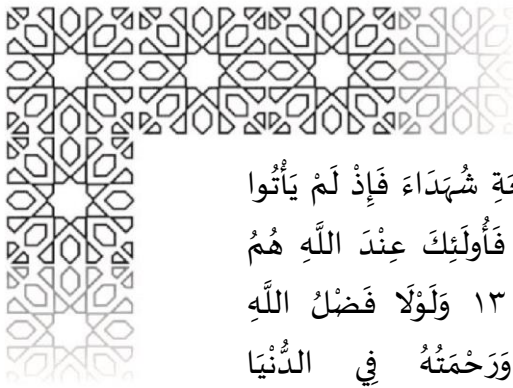 شُهَدَاءَ فَإِذْ لَمْ يَأْتُوا
فَأُولَئِكَ عِنْدَ اللَّهِ هُمُ
١٣ وَلَوْلَا فَضْلُ اللَّهِ
وَرَحْمَتُهُ فِي الدُّنْيَا